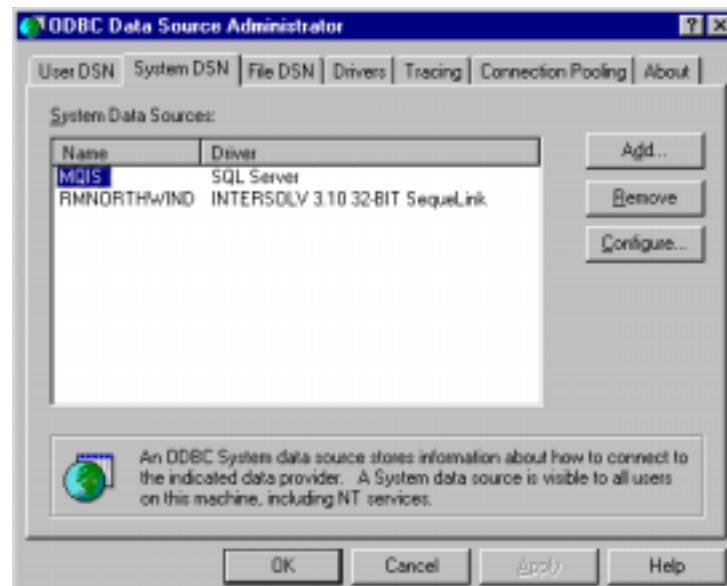 ODBC Data Source Administrator
User DSN System DSN File DSN Drivers Tracing Connection Pooling About
System Data Sources:
Name Driver
MQIS SQL Server
RMNORTHWIND INTERSOLV 3.10 32-BIT SequeLink
Add...
Remove
Configure...
An ODBC System data source stores information about how to connect to
the indicated data provider. A System data source is visible to all users
on this machine, including NT services.
OK Cancel Apply Help